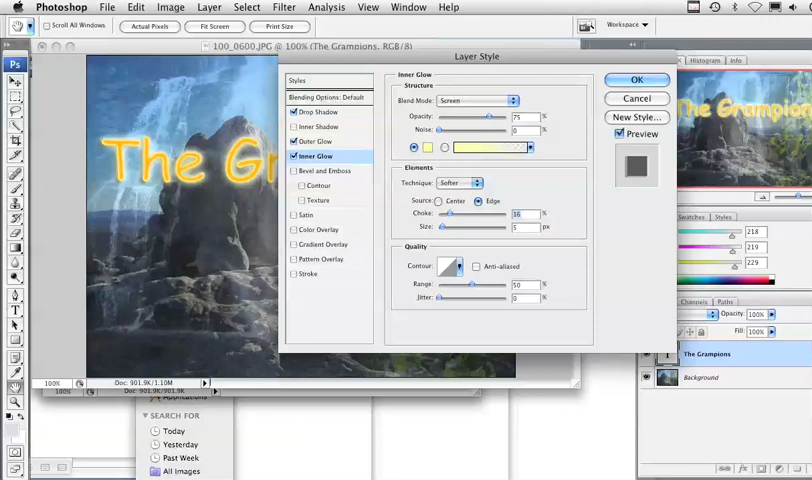 Photoshop File Edit Image Layer Select Filter Analysis View Window Help
Scroll All Windows Actual Pixels Fit Screen Print Size Workspace
100_0600.JPG @ 100% (The Grampions, RGB/8)
Layer Style
Histogram Info
Ps
The Gr
Styles
Blending Options: Default
Drop Shadow
Inner Shadow
Outer Glow
Inner Glow
Bevel and Emboss
Contour
Texture
Satin
Color Overlay
Gradient Overlay
Pattern Overlay
Stroke
Inner Glow
Structure
Blend Mode: Screen
Opacity: 75 %
Noise: 0 %
Elements
Technique: Softer
Source: Center Edge
Choke: 16 %
Size: 5 px
Quality
Contour: Anti-aliased
Range: 50 %
Jitter: 0 %
OK
Cancel
New Style...
Preview
The Grampion
Swatches Styles
218
219
229
Channels Paths
Opacity: 100%
Fill: 100%
T The Grampions
Background
100% Doc: 901.9K/1.10M
100% Doc: 901.9K/901.9K
Applications
SEARCH FOR
Today
Yesterday
Past Week
All Images